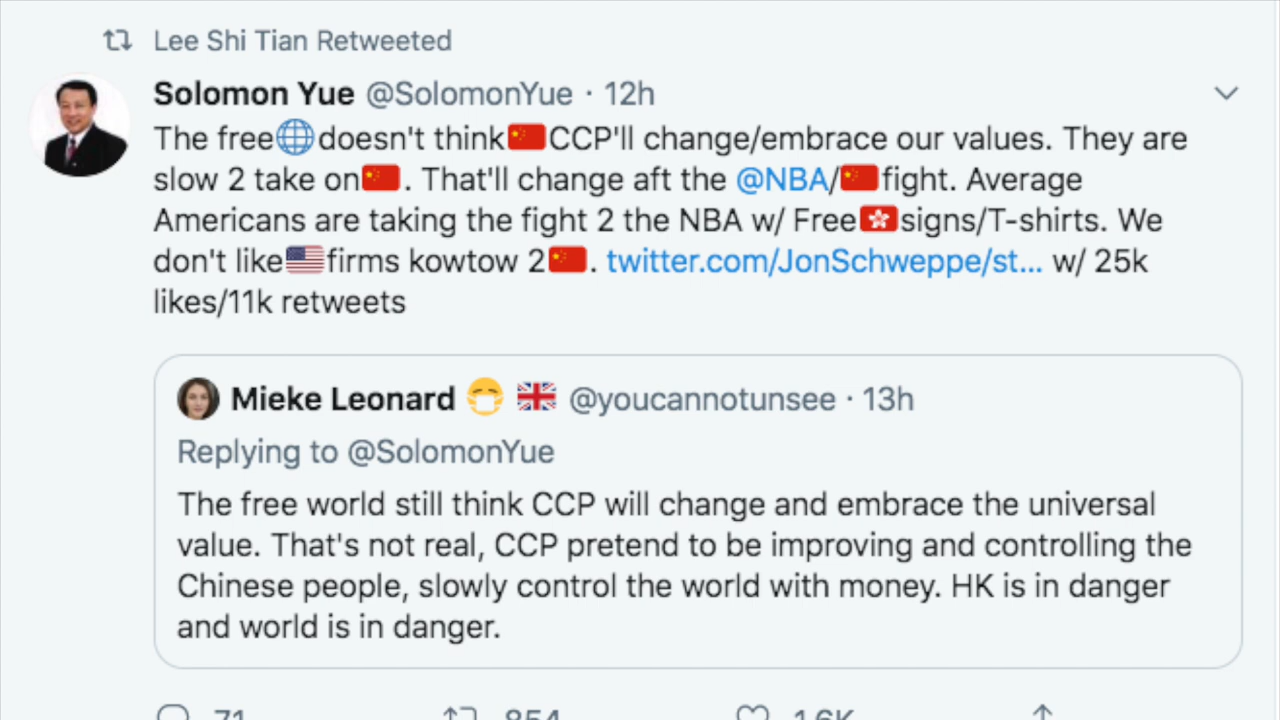 Lee Shi Tian Retweeted
Solomon Yue @SolomonYue · 12h
The free🌐doesn't think🇨🇳CCP'll change/embrace our values. They are
slow 2 take on🇨🇳. That'll change aft the @NBA/🇨🇳fight. Average
Americans are taking the fight 2 the NBA w/ Free🇭🇰signs/T-shirts. We
don't like🇺🇸firms kowtow 2🇨🇳. twitter.com/JonSchweppe/st... w/ 25k
likes/11k retweets
Mieke Leonard 😷 🇬🇧 @youcannotunsee · 13h
Replying to @SolomonYue
The free world still think CCP will change and embrace the universal
value. That's not real, CCP pretend to be improving and controlling the
Chinese people, slowly control the world with money. HK is in danger
and world is in danger.
71 854 1.6K